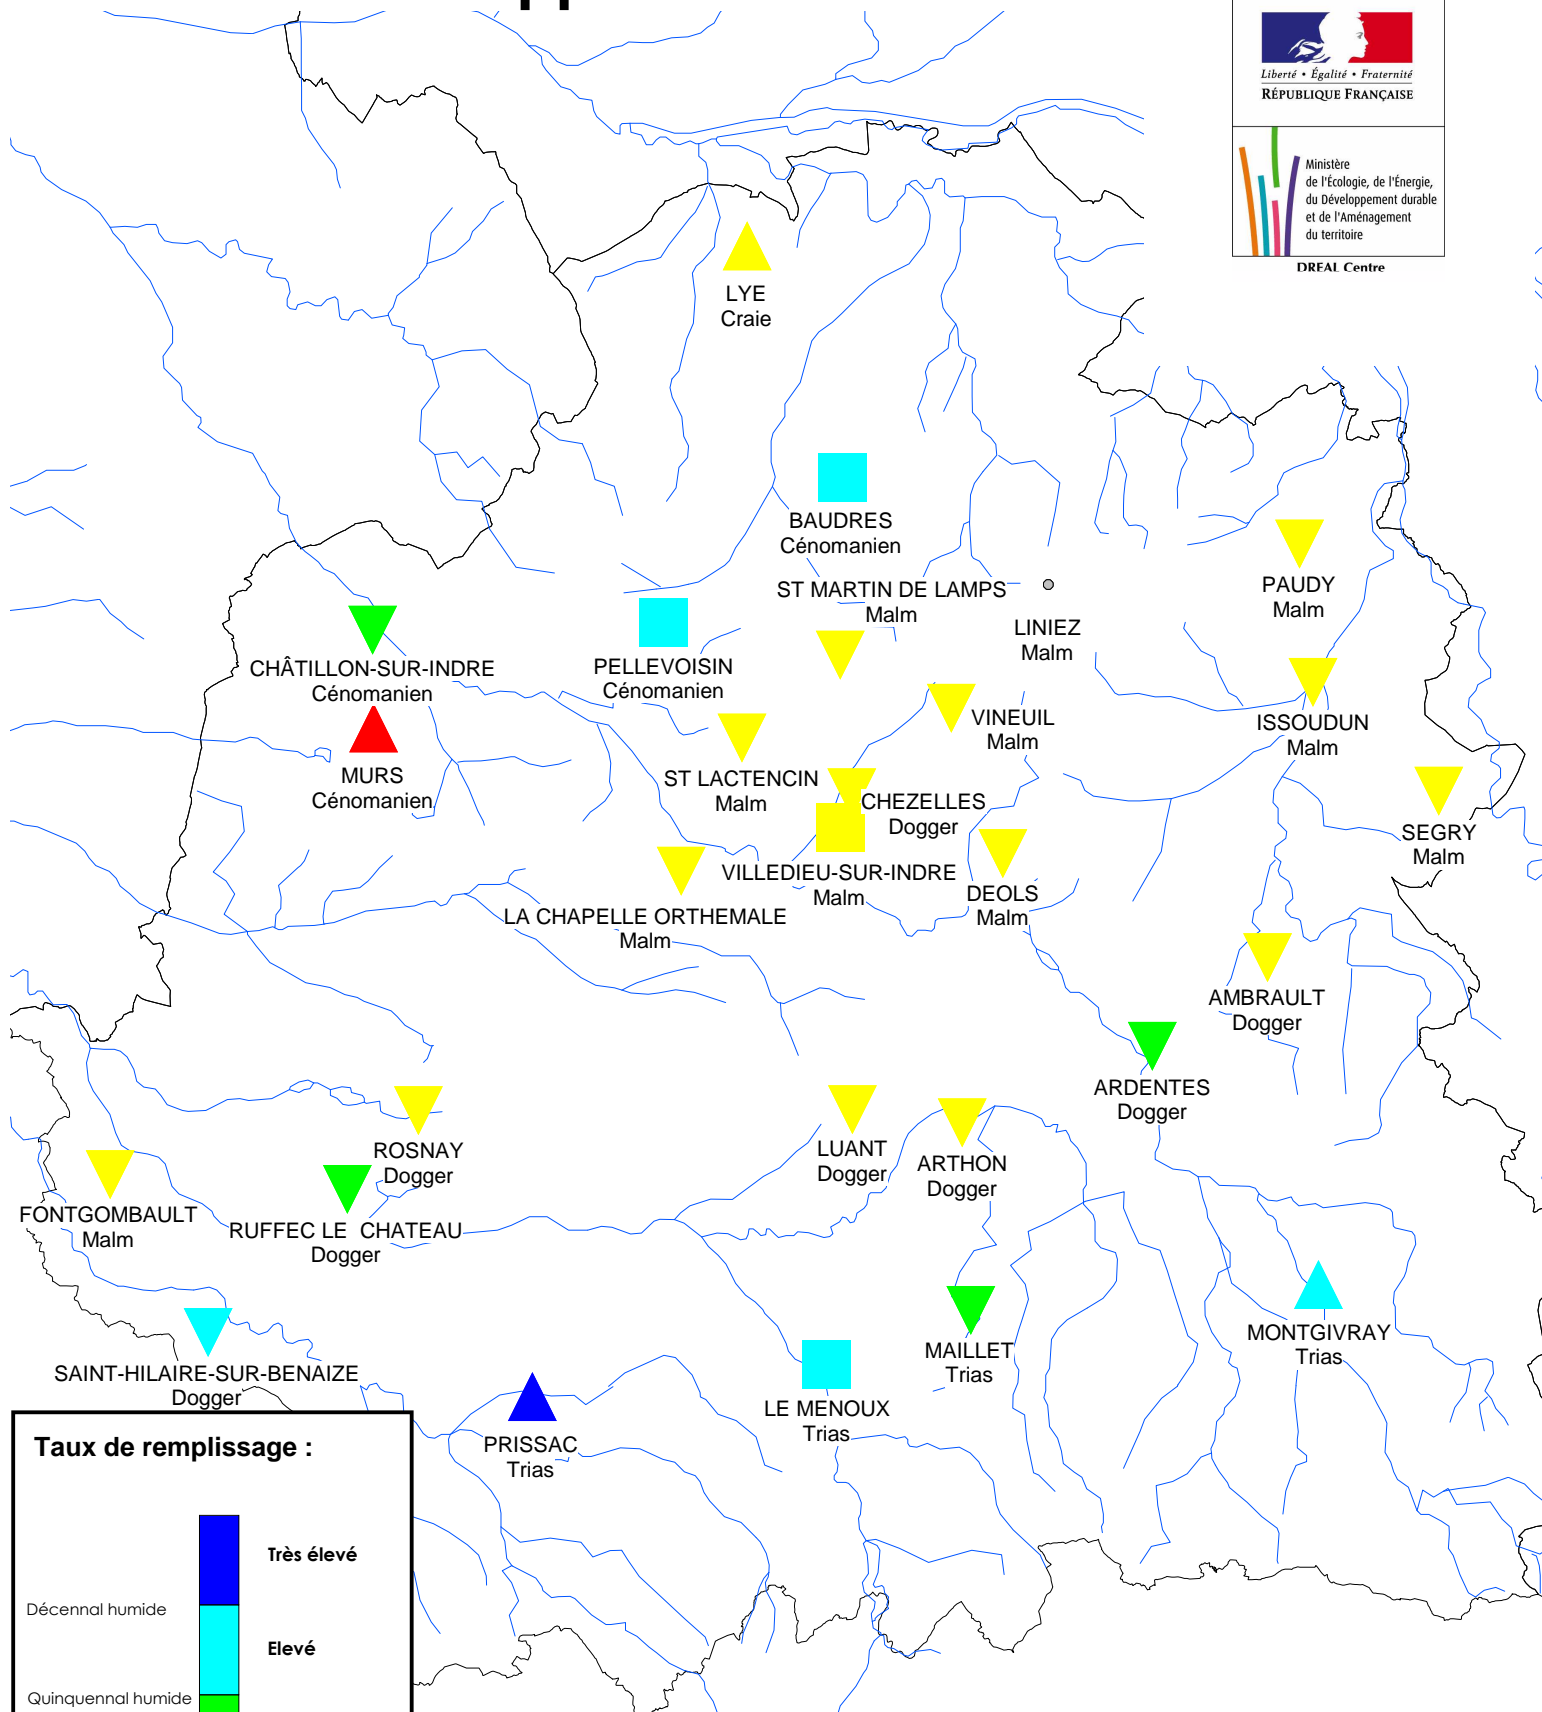 Liberté • Égalité • Fraternité
RÉPUBLIQUE FRANÇAISE
Ministère
de l'Écologie, de l'Énergie,
du Développement durable
et de l'Aménagement
du territoire
DREAL Centre
LYE
Craie
BAUDRES
Cénomanien
ST MARTIN DE LAMPS
Malm
LINIEZ
Malm
PAUDY
Malm
CHÂTILLON-SUR-INDRE
Cénomanien
PELLEVOISIN
Cénomanien
VINEUIL
Malm
ISSOUDUN
Malm
MURS
Cénomanien
ST LACTENCIN
Malm
CHEZELLES
Dogger
SEGRY
Malm
VILLEDIEU-SUR-INDRE
Malm
DEOLS
Malm
LA CHAPELLE ORTHEMALE
Malm
AMBRAULT
Dogger
ARDENTES
Dogger
ROSNAY
Dogger
LUANT
Dogger
ARTHON
Dogger
FONTGOMBAULT
Malm
RUFFEC LE  CHATEAU
Dogger
MONTGIVRAY
Trias
MAILLET
Trias
SAINT-HILAIRE-SUR-BENAIZE
Dogger
LE MENOUX
Trias
PRISSAC
Trias
Taux de remplissage :
Très élevé
Décennal humide
Elevé
Quinquennal humide